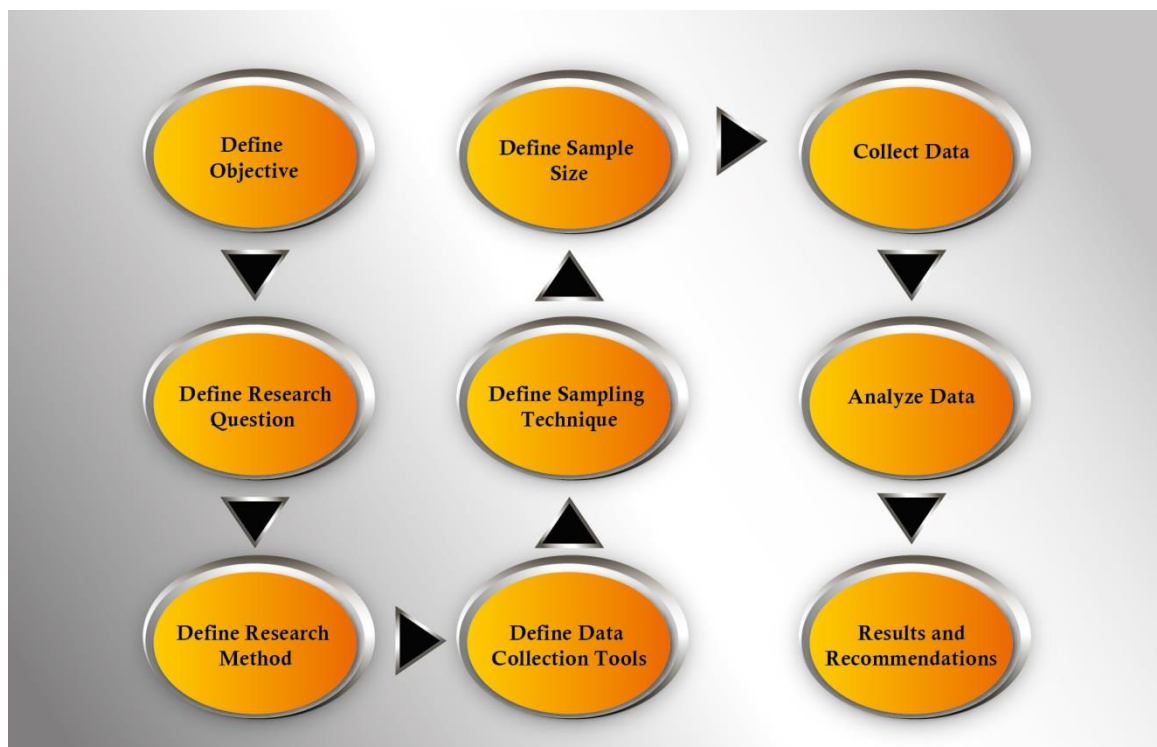 Define
Objective
Define Research
Question
Define Research
Method
Define Data
Collection Tools
Define Sampling
Technique
Define Sample
Size
Collect Data
Analyze Data
Results and
Recommendations